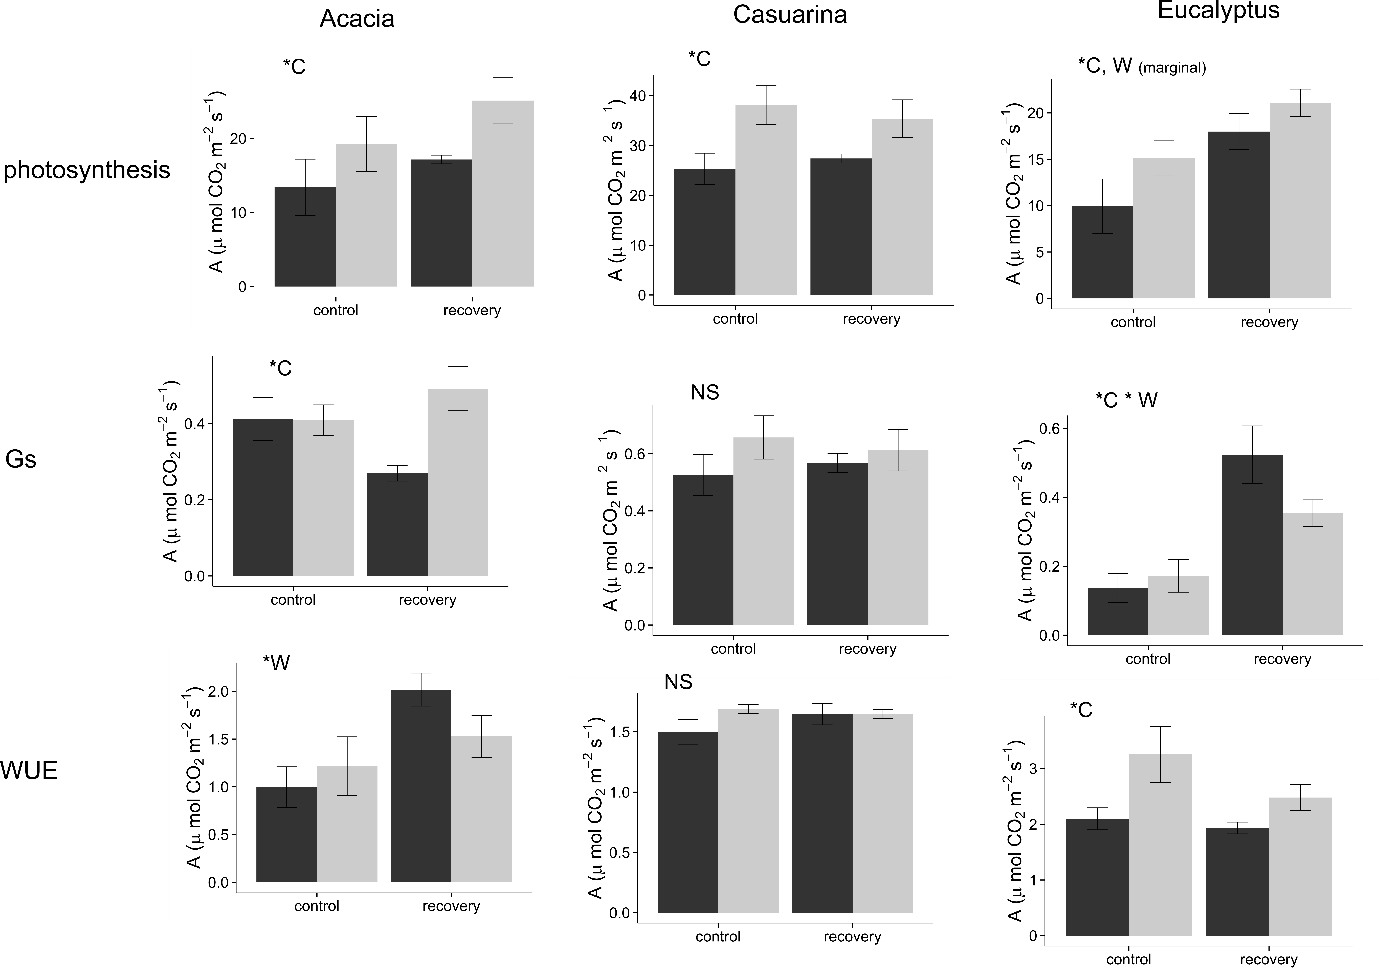 Acacia
Casuarina
Eucalyptus
photosynthesis
*C
A (μ mol CO₂ m⁻² s⁻¹)
20
10
0
control
recovery
*C
A (μ mol CO₂ m⁻² s⁻¹)
40
30
20
10
0
control
recovery
*C, W (marginal)
A (μ mol CO₂ m⁻² s⁻¹)
20
15
10
5
0
control
recovery
Gs
*C
A (μ mol CO₂ m⁻² s⁻¹)
0.4
0.2
0.0
control
recovery
NS
A (μ mol CO₂ m⁻² s⁻¹)
0.6
0.4
0.2
0.0
control
recovery
*C * W
A (μ mol CO₂ m⁻² s⁻¹)
0.6
0.4
0.2
0.0
control
recovery
WUE
*W
A (μ mol CO₂ m⁻² s⁻¹)
2.0
1.5
1.0
0.5
0.0
control
recovery
NS
A (μ mol CO₂ m⁻² s⁻¹)
1.5
1.0
0.5
0.0
control
recovery
*C
A (μ mol CO₂ m⁻² s⁻¹)
3
2
1
0
control
recovery